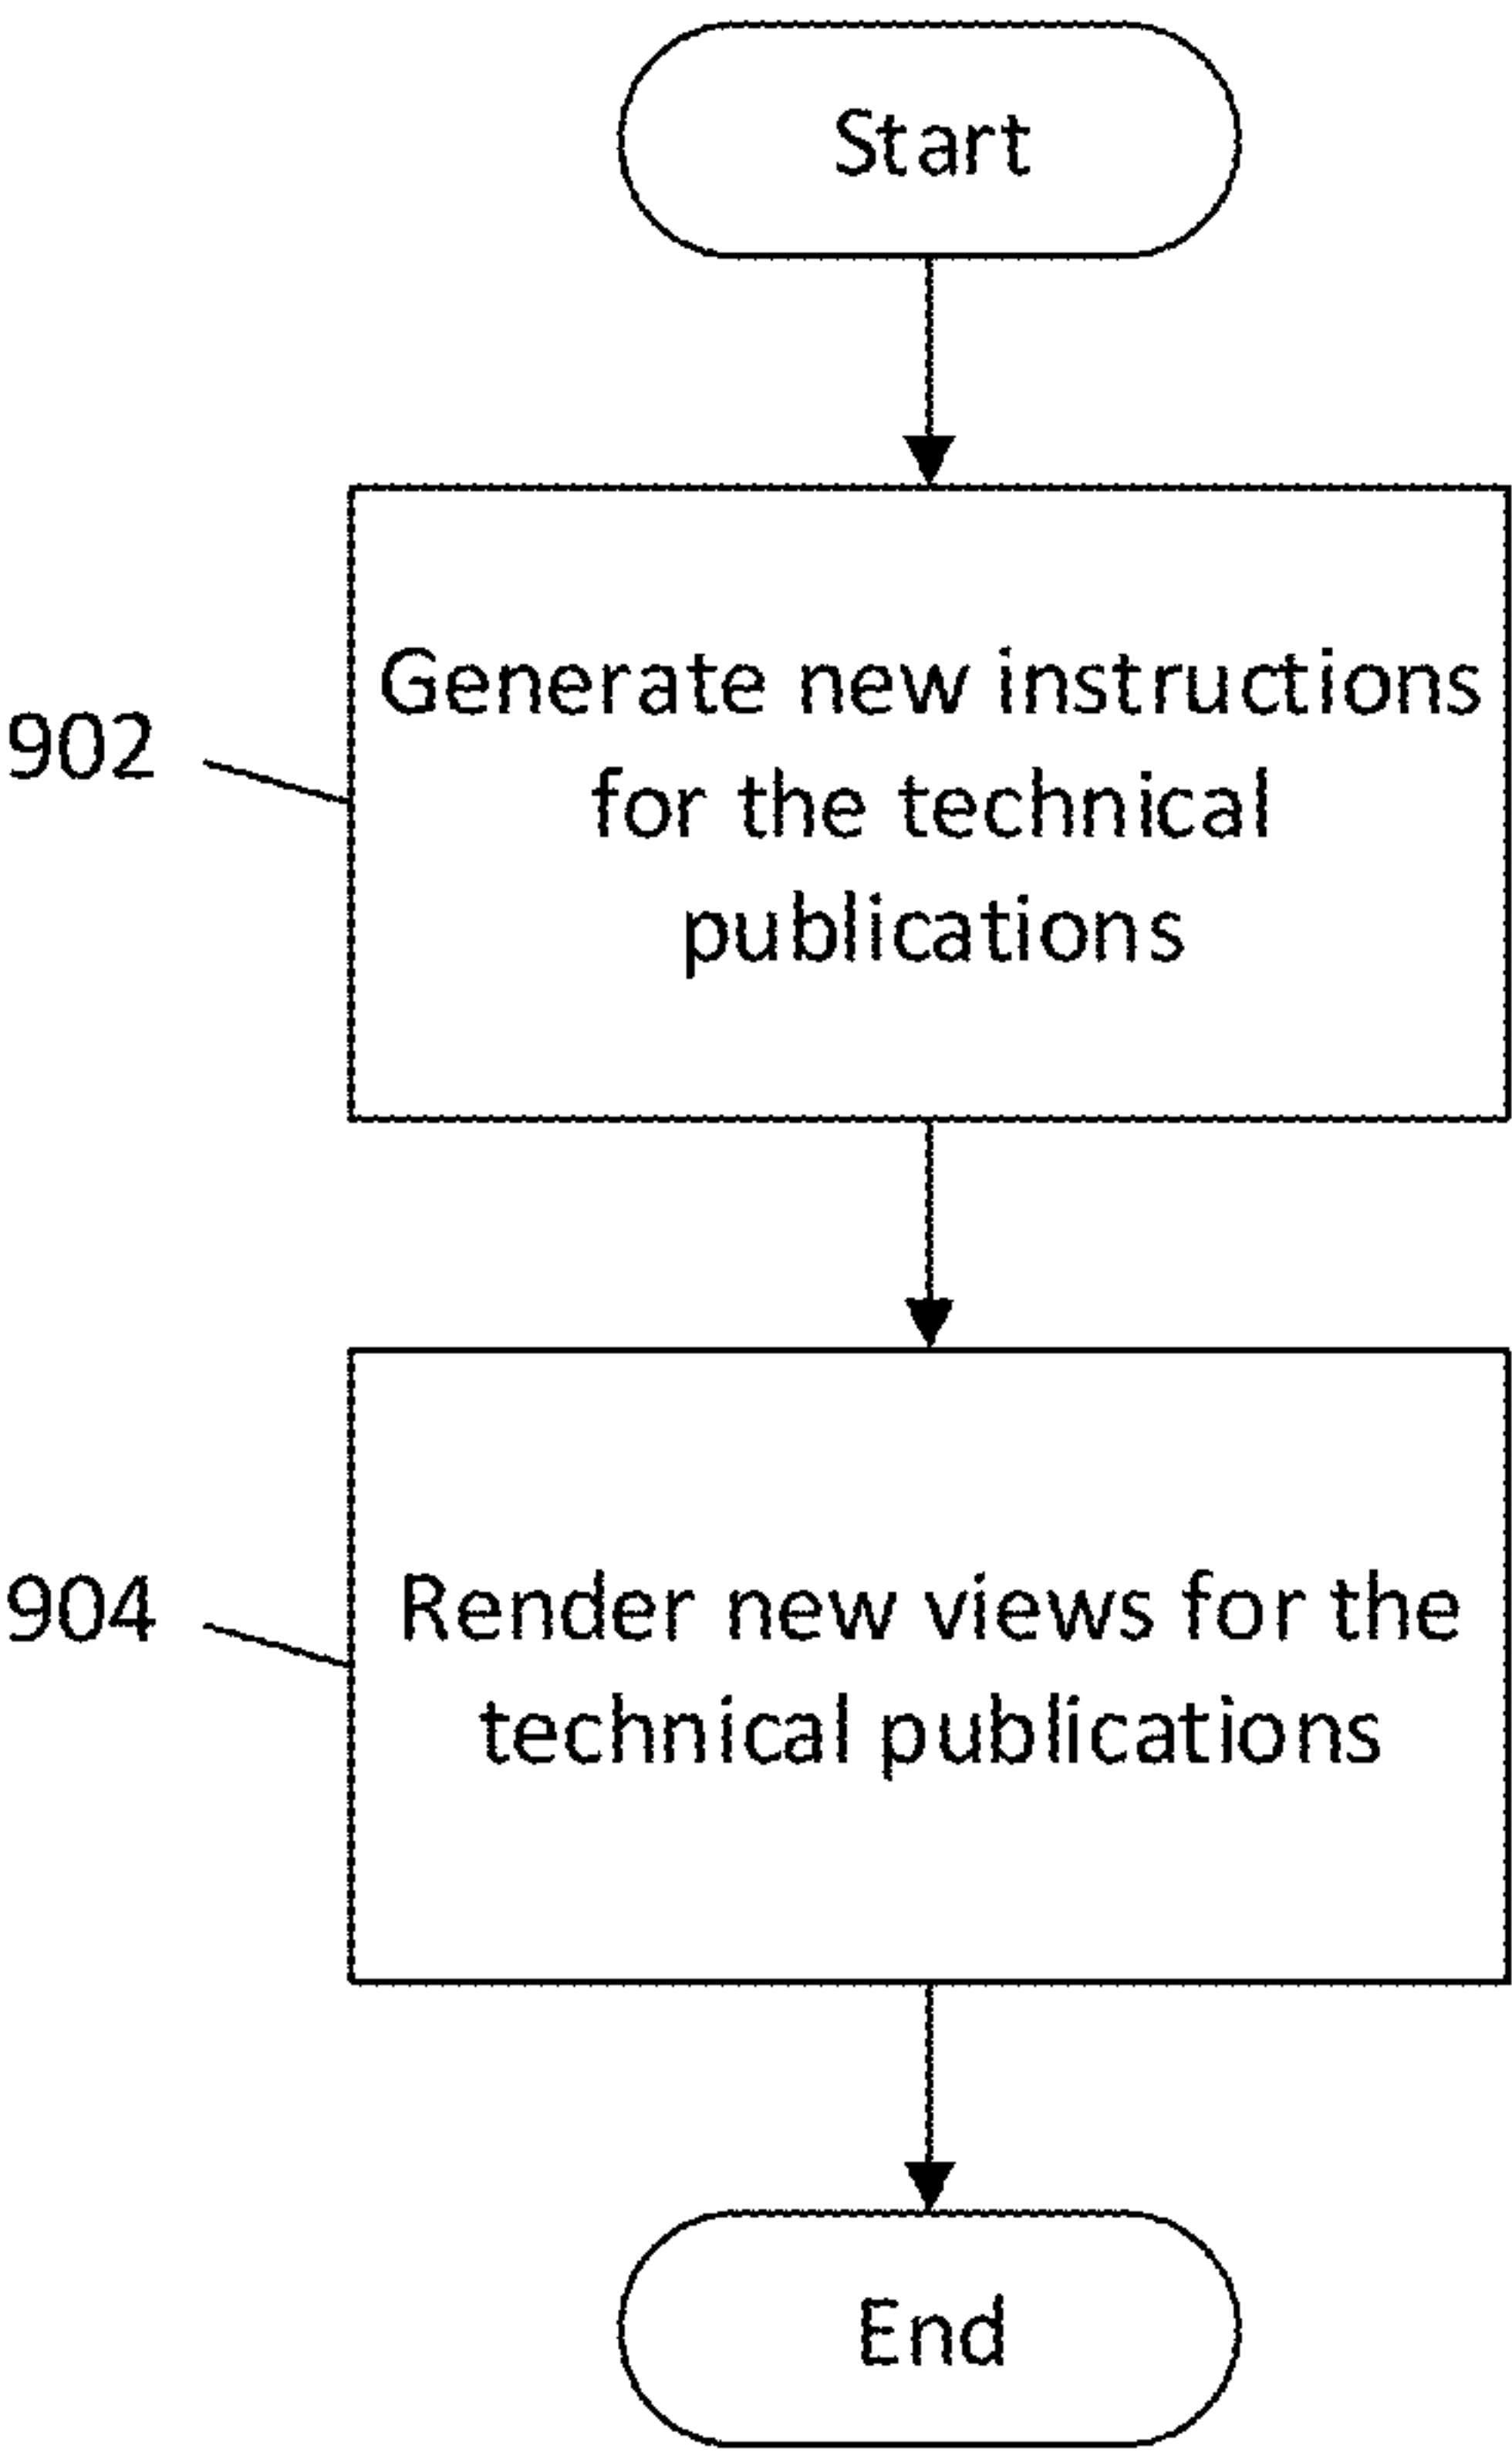 Start
902
Generate new instructions
for the technical
publications
904
Render new views for the
technical publications
End